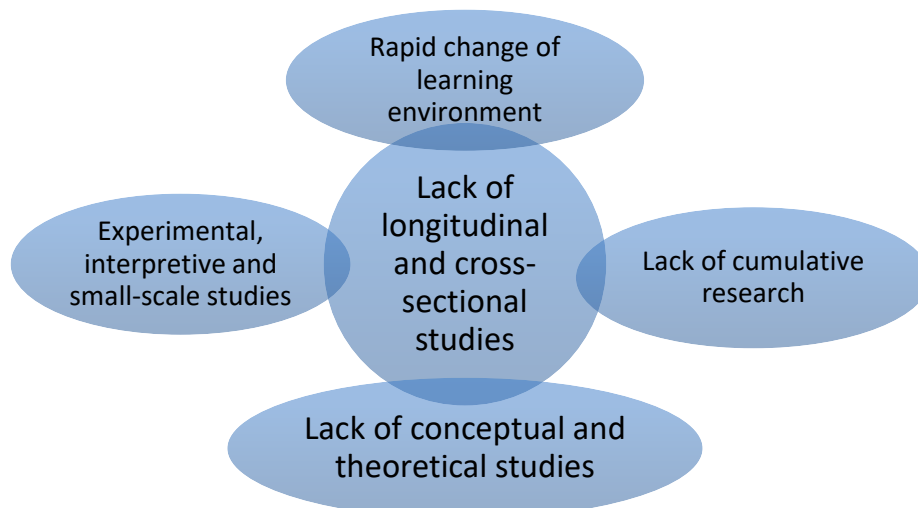 Rapid change of
learning
environment
Experimental,
interpretive and
small-scale studies
Lack of
longitudinal
and cross-
sectional
studies
Lack of cumulative
research
Lack of conceptual and
theoretical studies